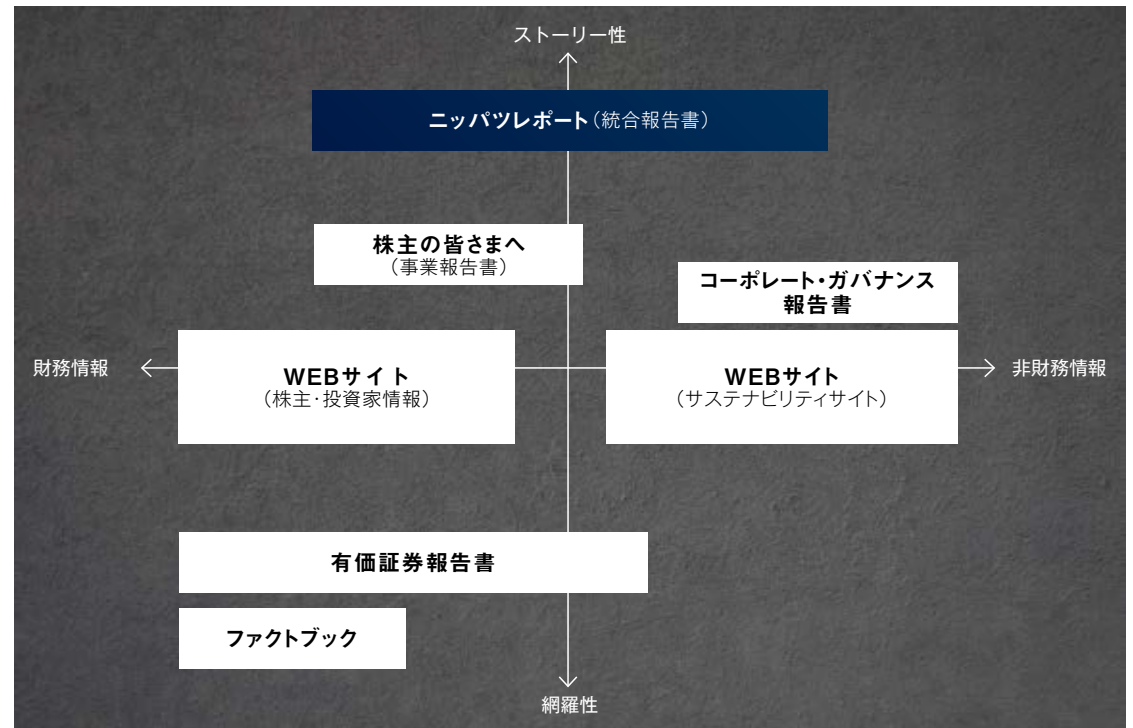 ストーリー性
ニッパツレポート（統合報告書）
株主の皆さまへ
（事業報告書）
コーポレート・ガバナンス
報告書
財務情報
WEBサイト
（株主・投資家情報）
WEBサイト
（サステナビリティサイト）
非財務情報
有価証券報告書
ファクトブック
網羅性